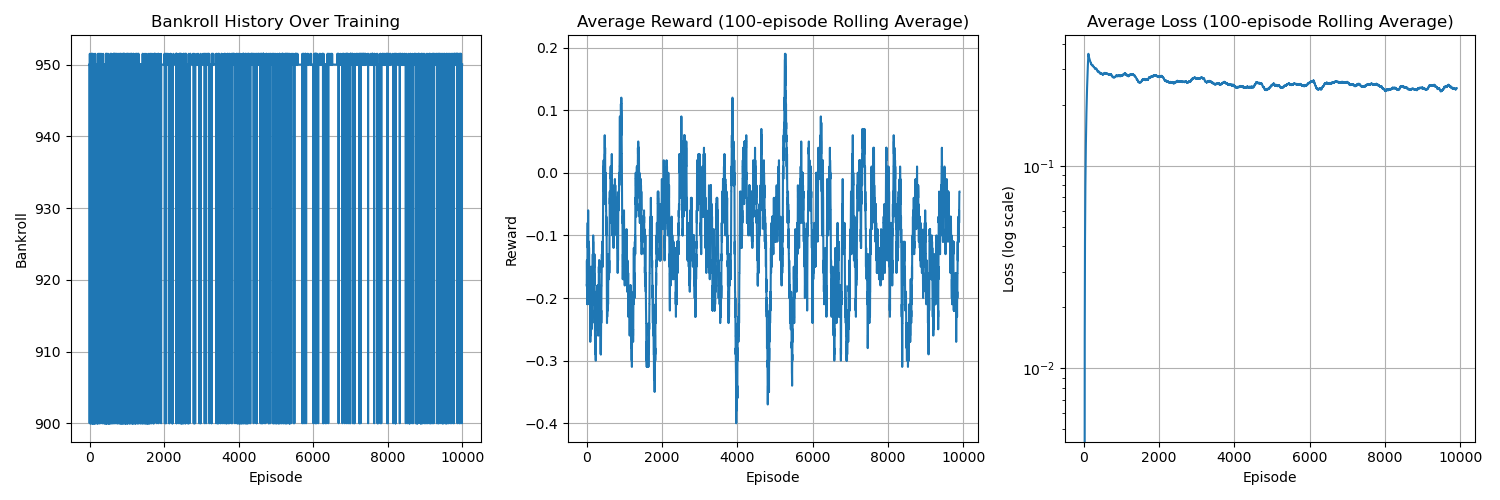 Bankroll History Over Training
Bankroll
950
940
930
920
910
900
0 2000 4000 6000 8000 10000
Episode
Average Reward (100-episode Rolling Average)
Reward
0.2
0.1
0.0
−0.1
−0.2
−0.3
−0.4
0 2000 4000 6000 8000 10000
Episode
Average Loss (100-episode Rolling Average)
Loss (log scale)
10⁻¹
10⁻²
0 2000 4000 6000 8000 10000
Episode